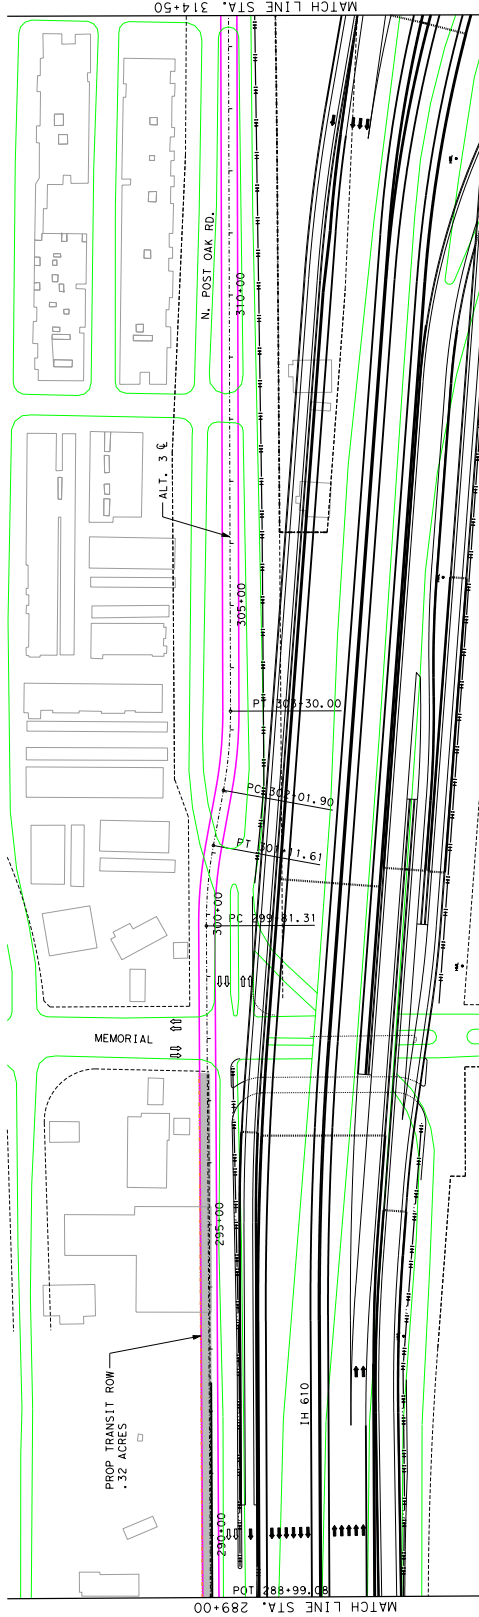 MATCH LINE STA. 314+50
N. POST OAK RD.
310+00
ALT. 3 ℄
305+00
PT 303+30.00
PC 302+01.90
PT 301+11.61
300+00
PC 299+81.31
MEMORIAL
295+00
PROP TRANSIT ROW
.32 ACRES
IH 610
290+00
POT 288+99.08
MATCH LINE STA. 289+00